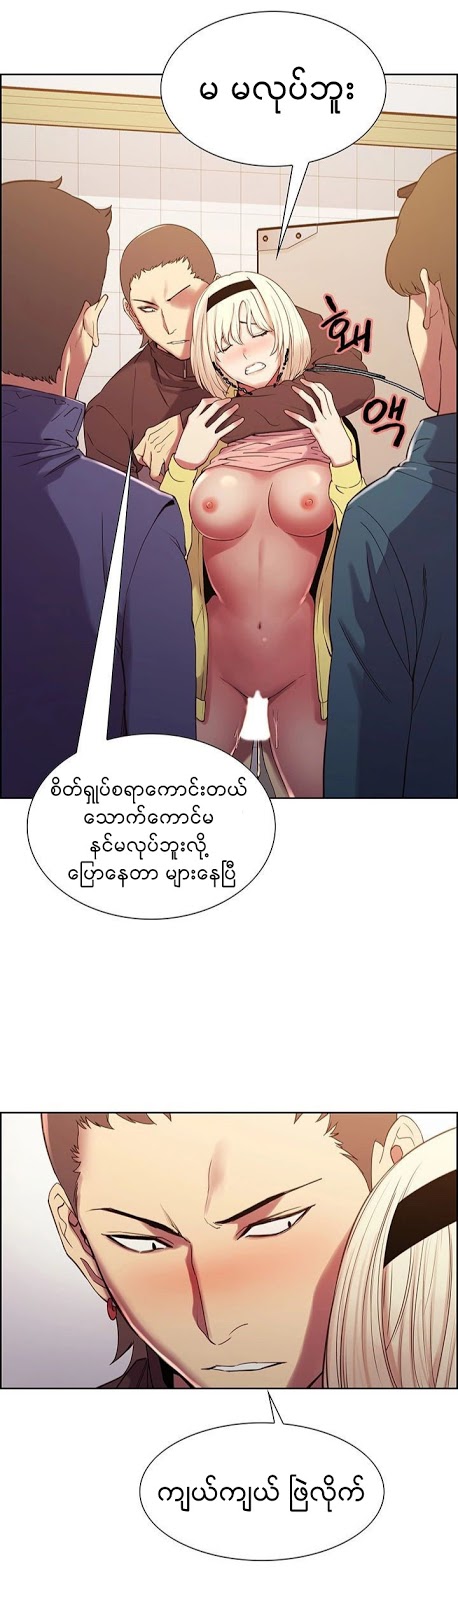 မ မလုပ်ဘူး
홰
액
စိတ်ရှုပ်စရာကောင်းတယ်
သောက်ကောင်မ
နင်မလုပ်ဘူးလို့
ပြောနေတာ များနေပြီ
ကျယ်ကျယ် ဖြဲလိုက်